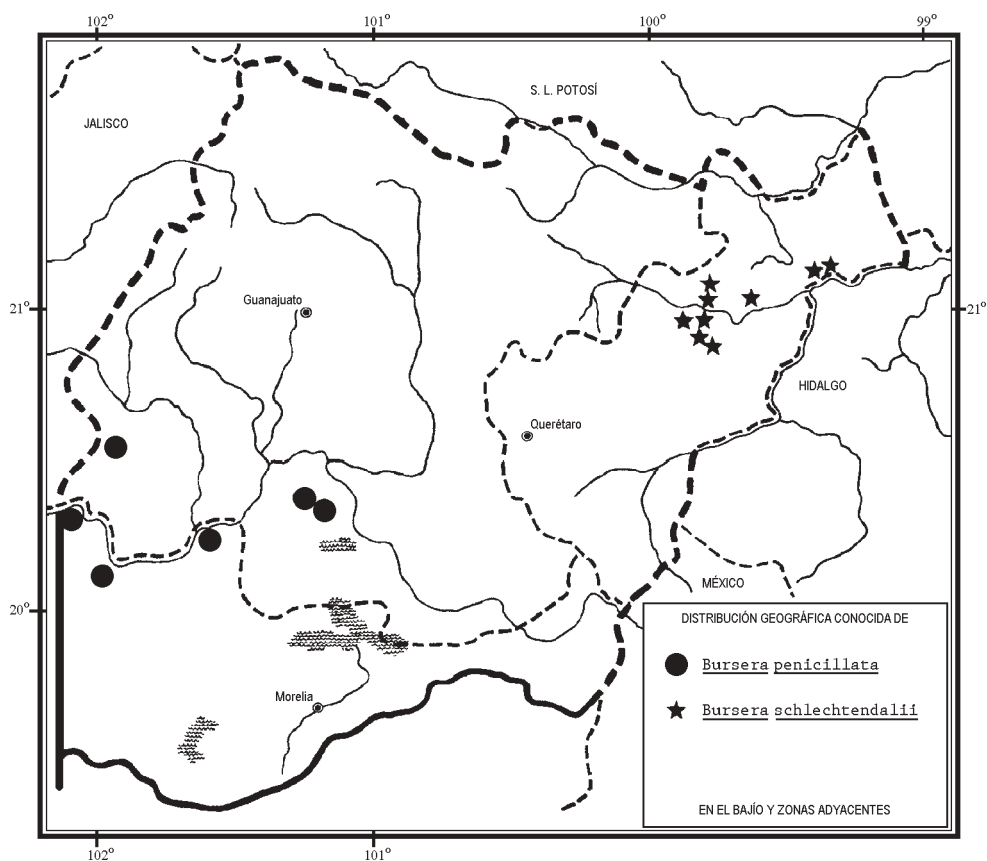 102° 101° 100° 99°
S. L. POTOSÍ
JALISCO
Guanajuato
21° 21°
HIDALGO
Querétaro
MÉXICO
20°
DISTRIBUCIÓN GEOGRÁFICA CONOCIDA DE
Bursera penicillata
Morelia
Bursera schlechtendalii
EN EL BAJÍO Y ZONAS ADYACENTES
102° 101°